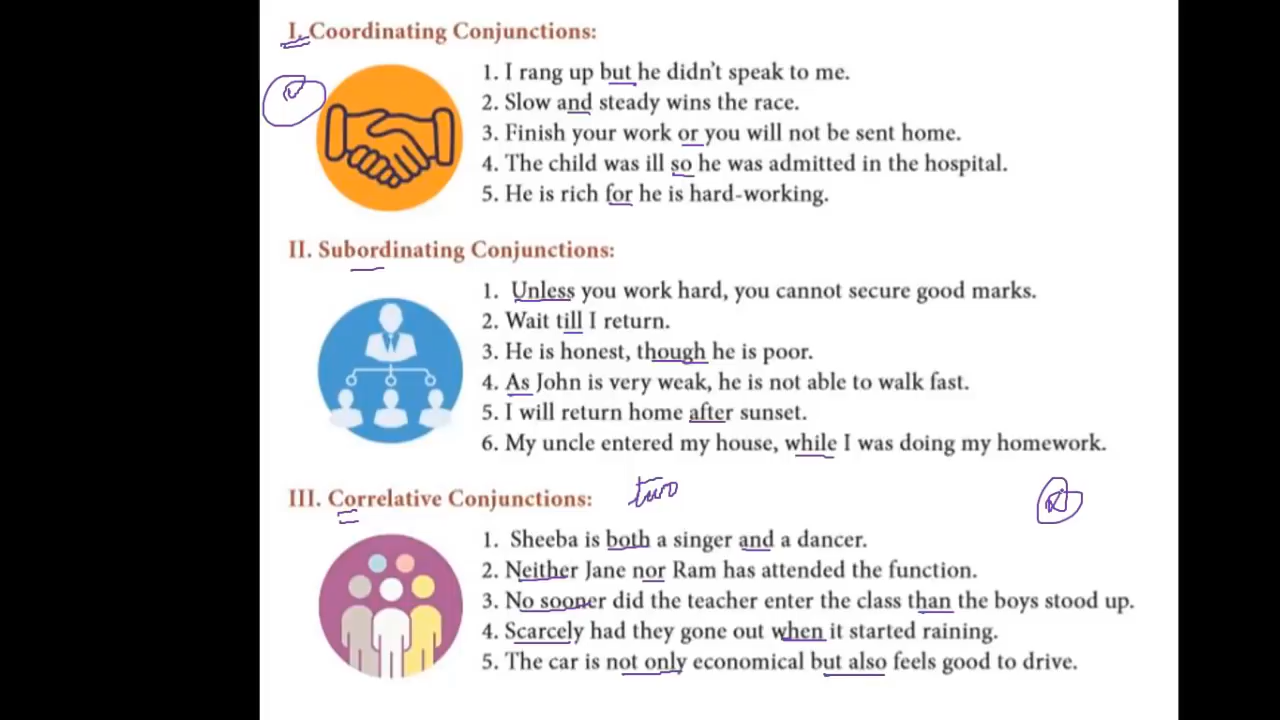 I. Coordinating Conjunctions:
1. I rang up but he didn't speak to me.
2. Slow and steady wins the race.
3. Finish your work or you will not be sent home.
4. The child was ill so he was admitted in the hospital.
5. He is rich for he is hard-working.
II. Subordinating Conjunctions:
1. Unless you work hard, you cannot secure good marks.
2. Wait till I return.
3. He is honest, though he is poor.
4. As John is very weak, he is not able to walk fast.
5. I will return home after sunset.
6. My uncle entered my house, while I was doing my homework.
III. Correlative Conjunctions: two
1. Sheeba is both a singer and a dancer.
2. Neither Jane nor Ram has attended the function.
3. No sooner did the teacher enter the class than the boys stood up.
4. Scarcely had they gone out when it started raining.
5. The car is not only economical but also feels good to drive.